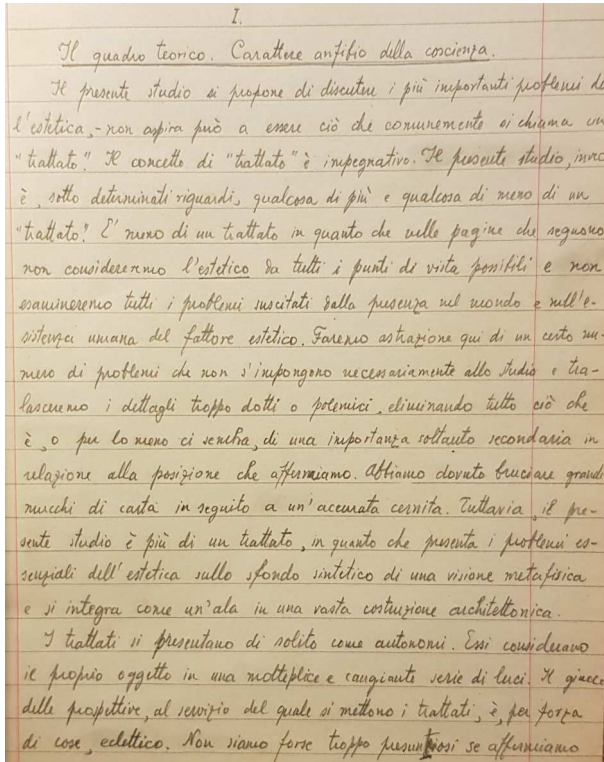 I.
Il quadro teorico. Carattere anfibio della coscienza.
Il presente studio si propone di discutere i più importanti problemi de
l'estetica, - non aspira può a essere ciò che comunemente si chiama un
"trattato". Il concetto di "trattato" è impegnativo. Il presente studio, invec
è, sotto determinati riguardi, qualcosa di più e qualcosa di meno di un
"trattato". E' meno di un trattato in quanto che nelle pagine che seguono
non considereremo l'estetico da tutti i punti di vista possibili e non
esamineremo tutti i problemi suscitati dalla presenza nel mondo e nell'e-
sistenza umana del fattore estetico. Faremo astrazione qui di un certo nu-
mero di problemi che non s'impongono necessariamente allo studio e tra-
lasceremo i dettagli troppo dotti o polemici, eliminando tutto ciò che
è, o per lo meno ci sembra, di una importanza soltanto secondaria in
relazione alla posizione che affermiamo. Abbiamo dovuto bruciare grandi
mucchi di carta in seguito a un'accurata cernita. Tuttavia, il pre-
sente studio è più di un trattato, in quanto che presenta i problemi es-
senziali dell'estetica sullo sfondo sintetico di una visione metafisica
e si integra come un'ala in una vasta costruzione architettonica.
I trattati si presentano di solito come autonomi. Essi considerano
il proprio oggetto in una molteplice e cangiante serie di luci. Il
delle prospettive, al servizio del quale si mettono i trattati, è, per forza
di cose, eclettico. Non siamo forse troppo presuntuosi se affermiamo